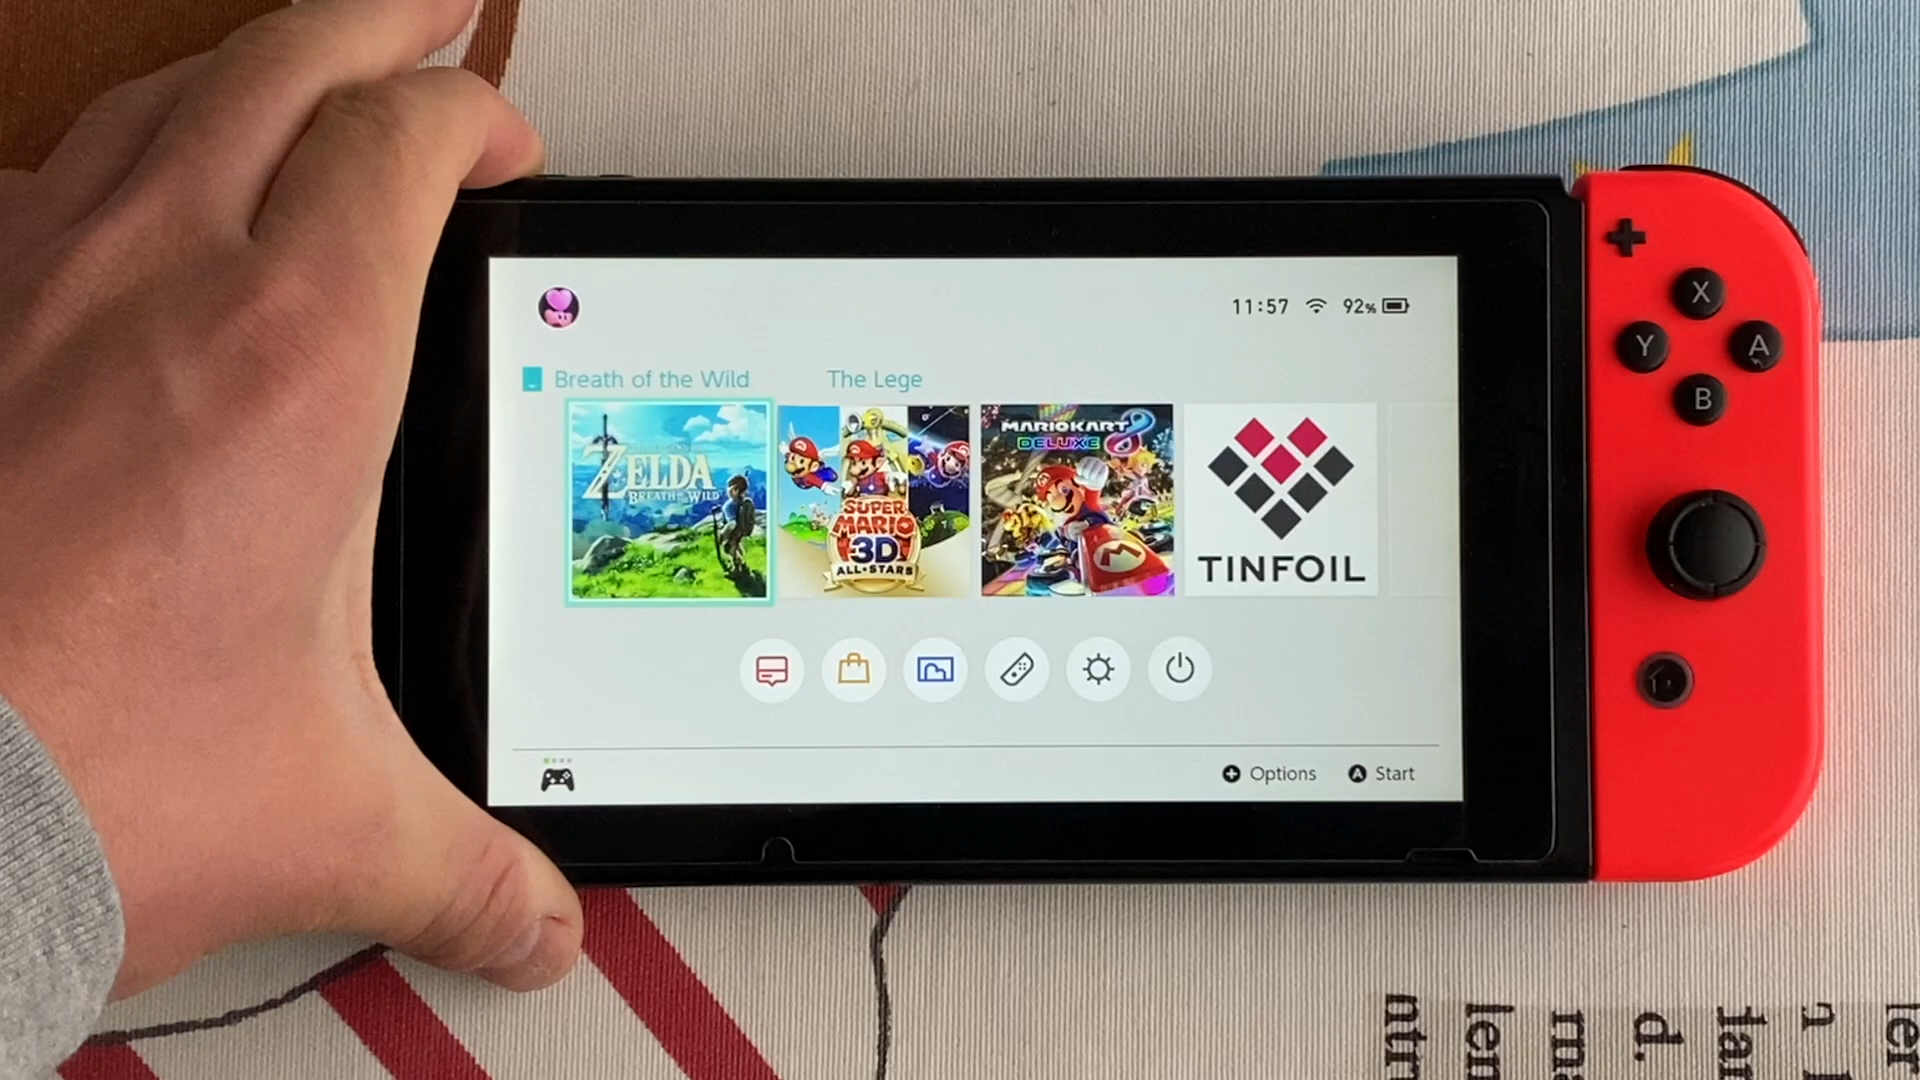 11:57 92%
Breath of the Wild The Lege
ZELDA
BREATH OF THE WILD
SUPER
MARIO
3D
ALL-STARS
MARIOKART 8
DELUXE
M
TINFOIL
+ Options A Start
X
Y A
B
len
d.